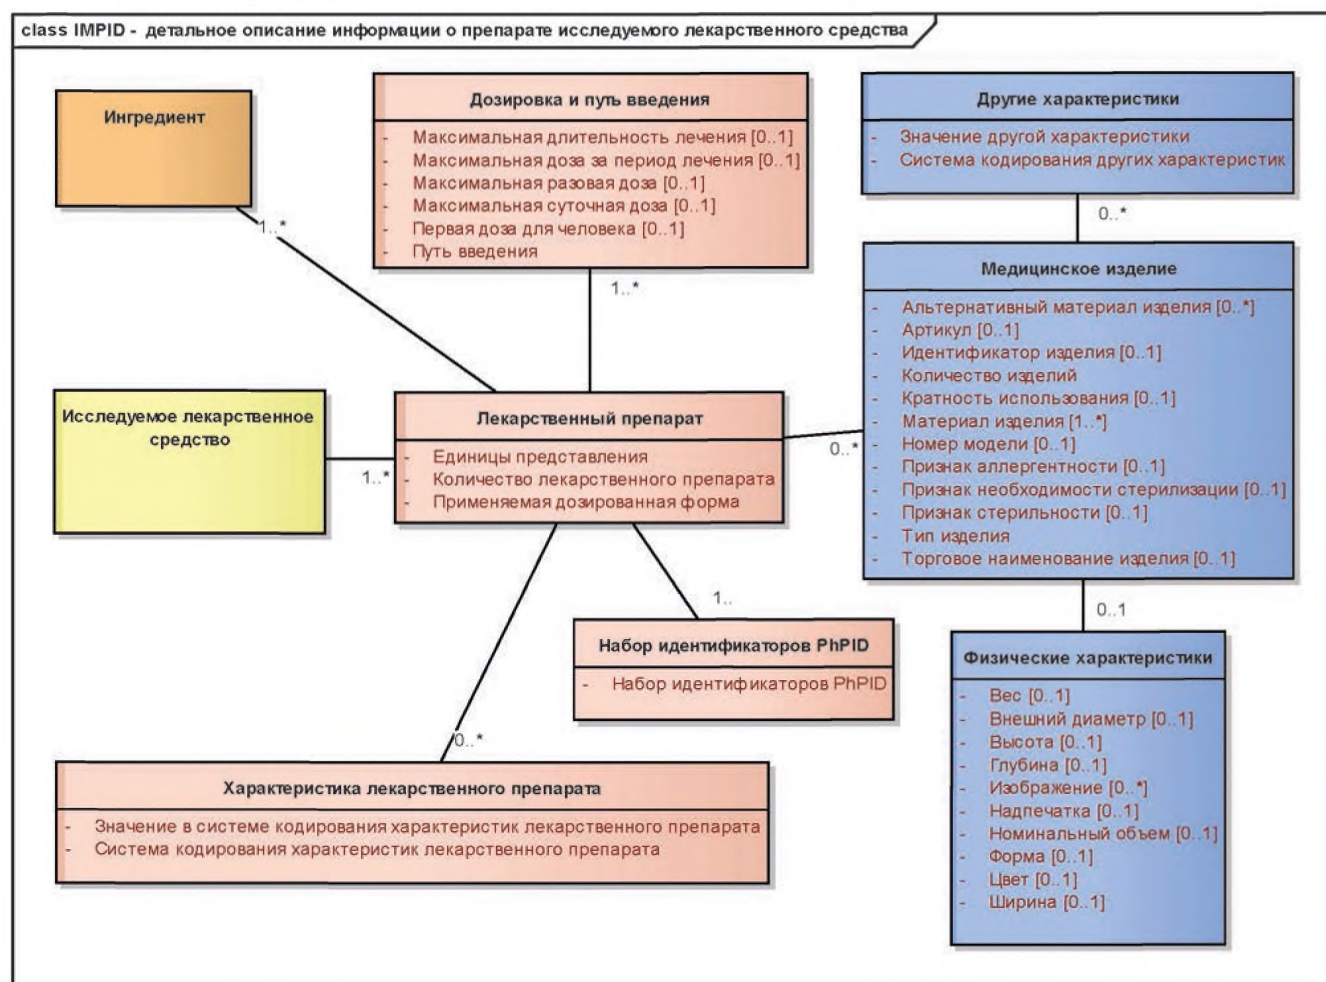 class IMPID - детальное описание информации о препарате исследуемого лекарственного средства
Ингредиент
1..*
Дозировка и путь введения
- Максимальная длительность лечения [0..1]
- Максимальная доза за период лечения [0..1]
- Максимальная разовая доза [0..1]
- Максимальная суточная доза [0..1]
- Первая доза для человека [0..1]
- Путь введения
1..*
Другие характеристики
- Значение другой характеристики
- Система кодирования других характеристик
0..*
Медицинское изделие
- Альтернативный материал изделия [0..*]
- Артикул [0..1]
- Идентификатор изделия [0..1]
- Количество изделий
- Кратность использования [0..1]
- Материал изделия [1..*]
- Номер модели [0..1]
- Признак аллергентности [0..1]
- Признак необходимости стерилизации [0..1]
- Признак стерильности [0..1]
- Тип изделия
- Торговое наименование изделия [0..1]
Исследуемое лекарственное
средство
1..*
Лекарственный препарат
- Единицы представления
- Количество лекарственного препарата
- Применяемая дозированная форма
0..*
1..
0..1
Набор идентификаторов PhPID
- Набор идентификаторов PhPID
Физические характеристики
- Вес [0..1]
- Внешний диаметр [0..1]
- Высота [0..1]
- Глубина [0..1]
- Изображение [0..*]
- Надпечатка [0..1]
- Номинальный объем [0..1]
- Форма [0..1]
- Цвет [0..1]
- Ширина [0..1]
0..*
Характеристика лекарственного препарата
- Значение в системе кодирования характеристик лекарственного препарата
- Система кодирования характеристик лекарственного препарата